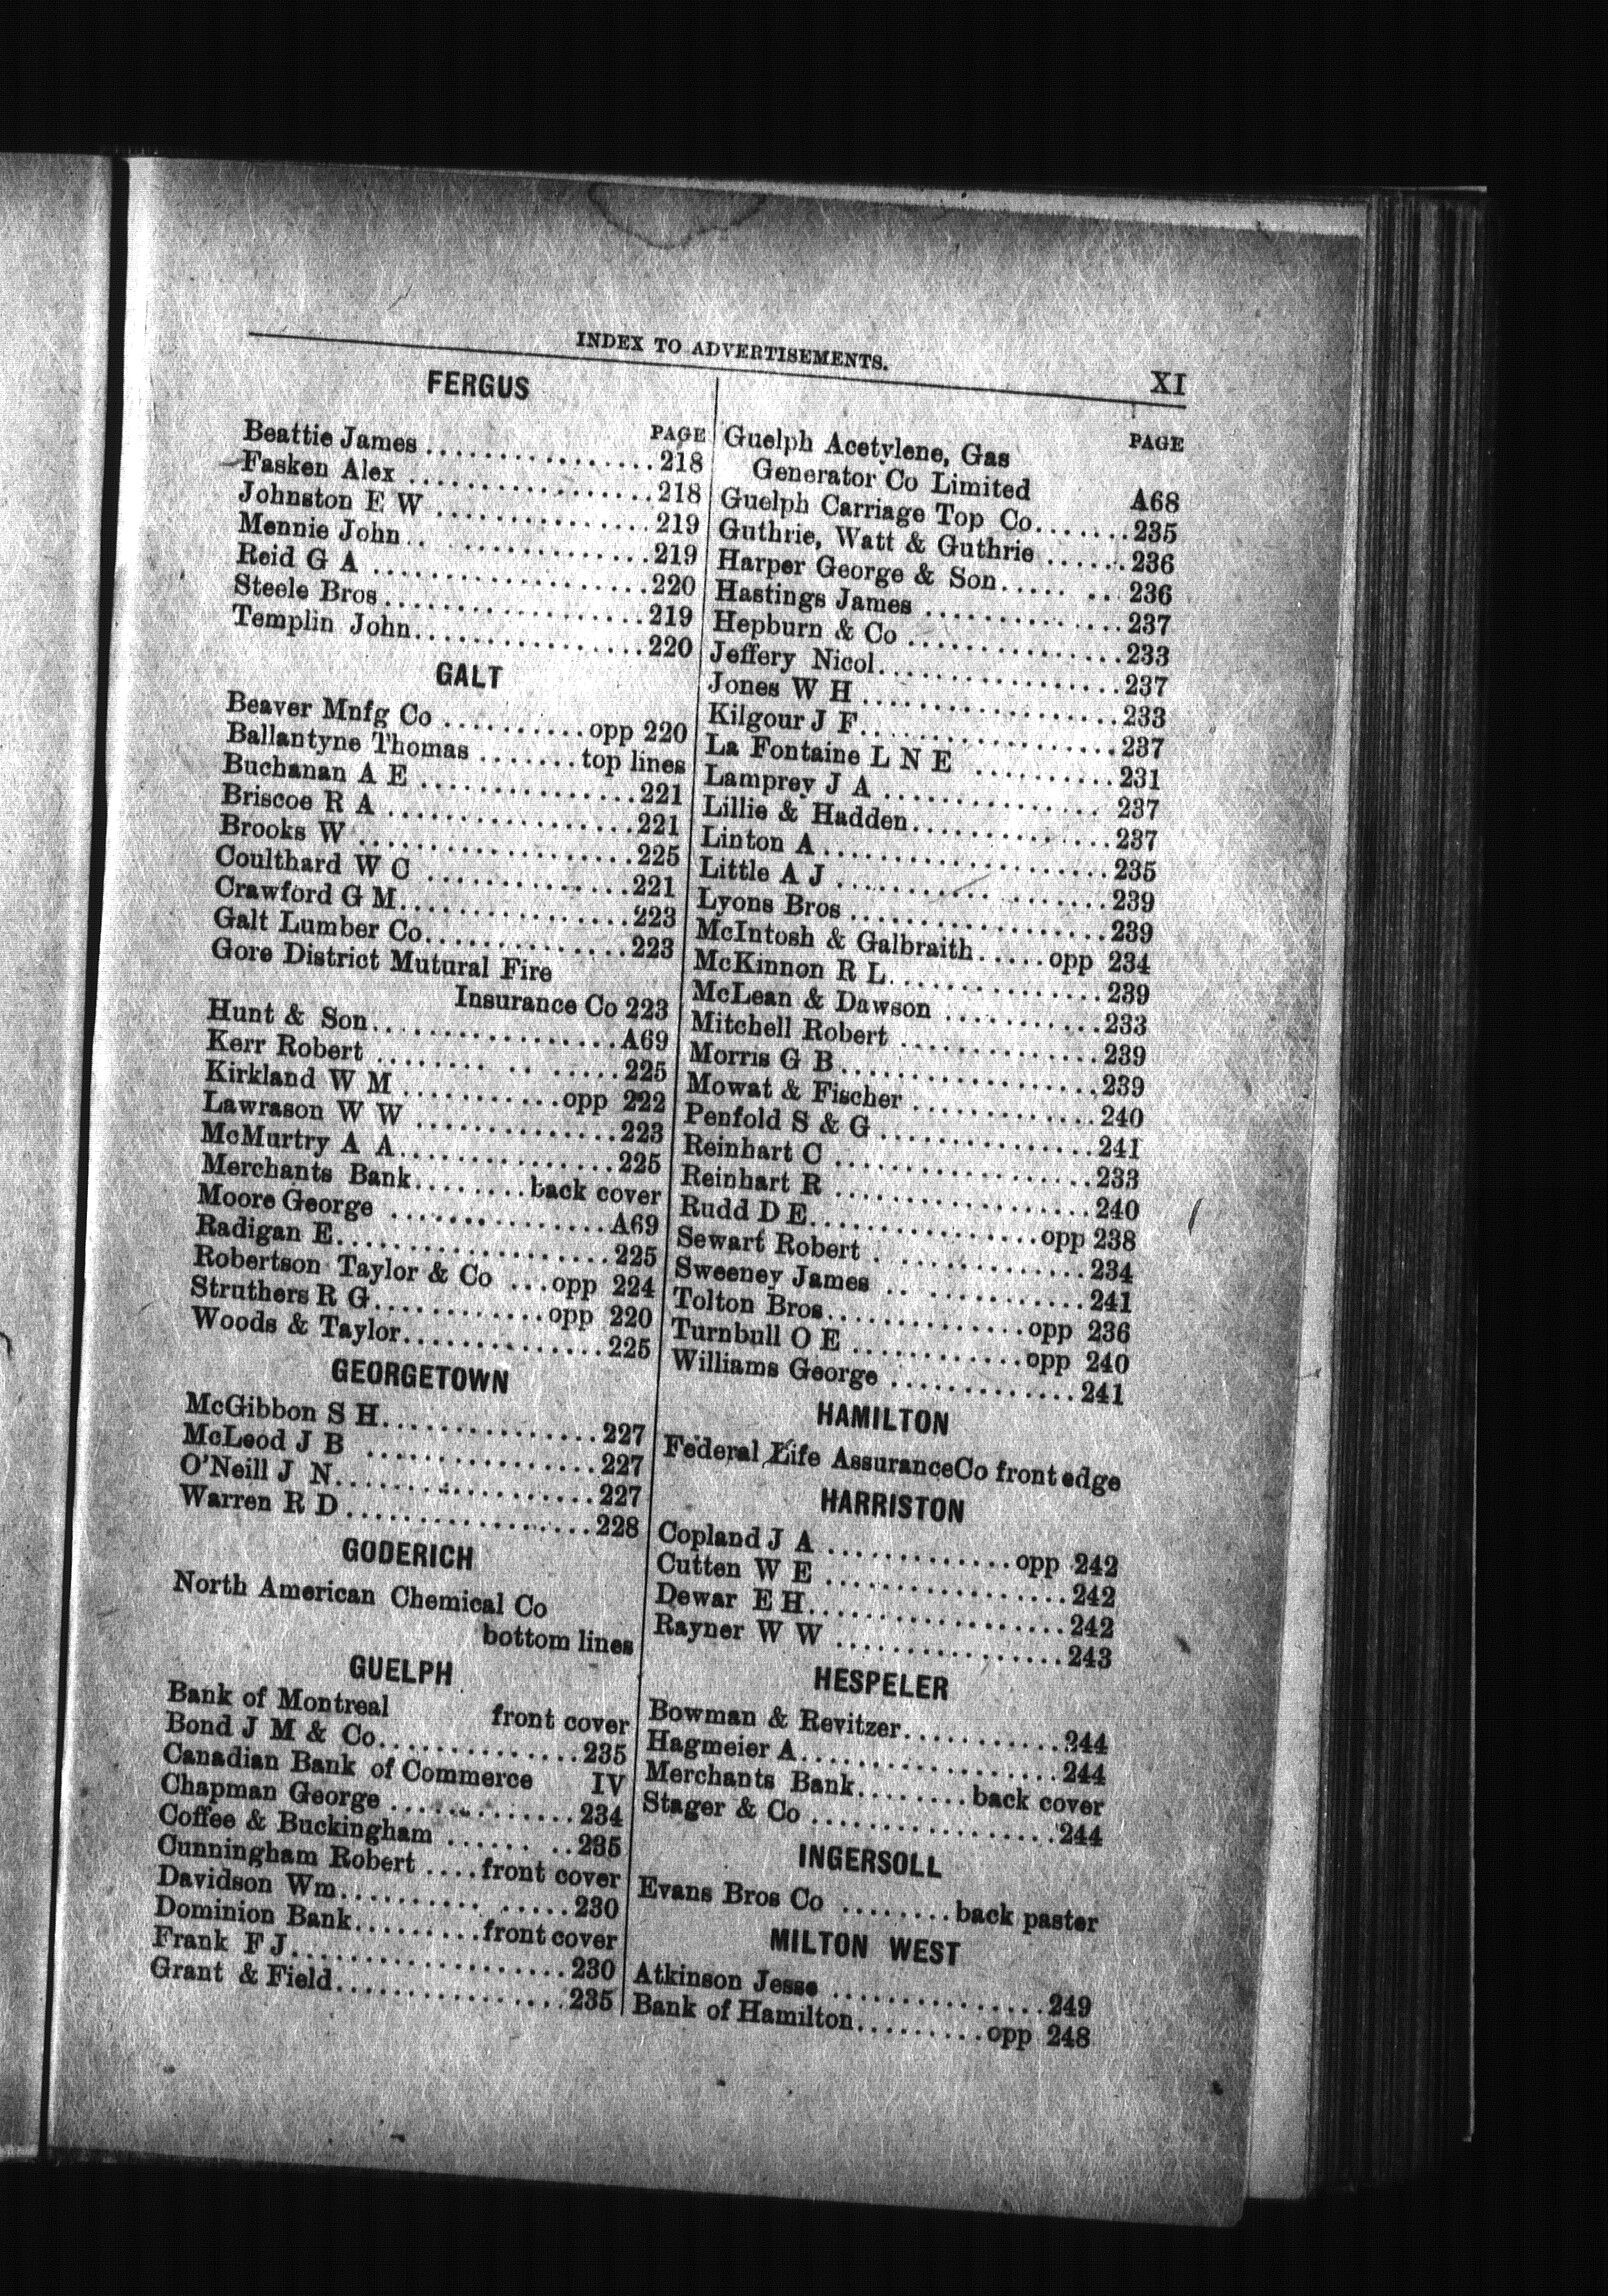 INDEX TO ADVERTISEMENTS.
XI
FERGUS
PAGE
Beattie James ................ 218
Fasken Alex ................. 218
Johnston E W ............... 219
Mennie John.. ............. 219
Reid G A ................... 220
Steele Bros .................. 219
Templin John................ 220
GALT
Beaver Mnfg Co .......... opp 220
Ballantyne Thomas ....... top lines
Buchanan A E ............... 221
Briscoe R A ................. 221
Brooks W ................... 225
Coulthard W C .............. 221
Crawford G M................ 223
Galt Lumber Co.............. 223
Gore District Mutural Fire
Insurance Co 223
Hunt & Son................. A69
Kerr Robert ........ .. ..... 225
Kirkland W M ........... opp 222
Lawrason W W .............. 223
McMurtry A A............... 225
Merchants Bank........ back cover
Moore George ............... A69
Radigan E................... 225
Robertson Taylor & Co ... opp 224
Struthers R G............ opp 220
Woods & Taylor................ 225
GEORGETOWN
McGibbon S H............... 227
McLeod J B ................ 227
O'Neill J N.................. 227
Warren R D ................. 228
GODERICH
North American Chemical Co
bottom lines
GUELPH
Bank of Montreal front cover
Bond J M & Co.............. 235
Canadian Bank of Commerce IV
Chapman George ............. 234
Coffee & Buckingham ...... .. 235
Cunningham Robert .... front cover
Davidson Wm.......... ..... 230
Dominion Bank......... front cover
Frank F J................... 230
Grant & Field................ 235
PAGE
Guelph Acetylene, Gas
Generator Co Limited A68
Guelph Carriage Top Co....... 235
Guthrie, Watt & Guthrie ...... 236
Harper George & Son..... .. 236
Hastings James .............. 237
Hepburn & Co ............... 233
Jeffery Nicol................. 237
Jones W H .................. 233
Kilgour J F.................. 237
La Fontaine L N E .......... 231
Lamprey J A ............... 237
Lillie & Hadden.............. 237
Linton A .................... 235
Little A J ........... ....... 239
Lyons Bros .................. 239
McIntosh & Galbraith..... opp 234
McKinnon R L............... 239
McLean & Dawson ........... 233
Mitchell Robert .............. 239
Morris G B.................. 239
Mowat & Fischer ............. 240
Penfold S & G ............... 241
Reinhart C .................. 233
Reinhart R .................. 240
Rudd D E................ opp 238
Sewart Robert . ............. 234
Sweeney James .. ........... 241
Tolton Bros.............. opp 236
Turnbull O E ............ opp 240
Williams George ............. 241
HAMILTON
Federal Life Assurance Co front edge
HARRISTON
Copland J A ............. opp 242
Cutten W E ................. 242
Dewar E H.................. 242
Rayner W W ................ 243
HESPELER
Bowman & Revitzer........... 244
Hagmeier A.................. 244
Merchants Bank........ back cover
Stager & Co ................. 244
INGERSOLL
Evans Bros Co ........ back paster
MILTON WEST
Atkinson Jesse ............... 249
Bank of Hamilton......... opp 248